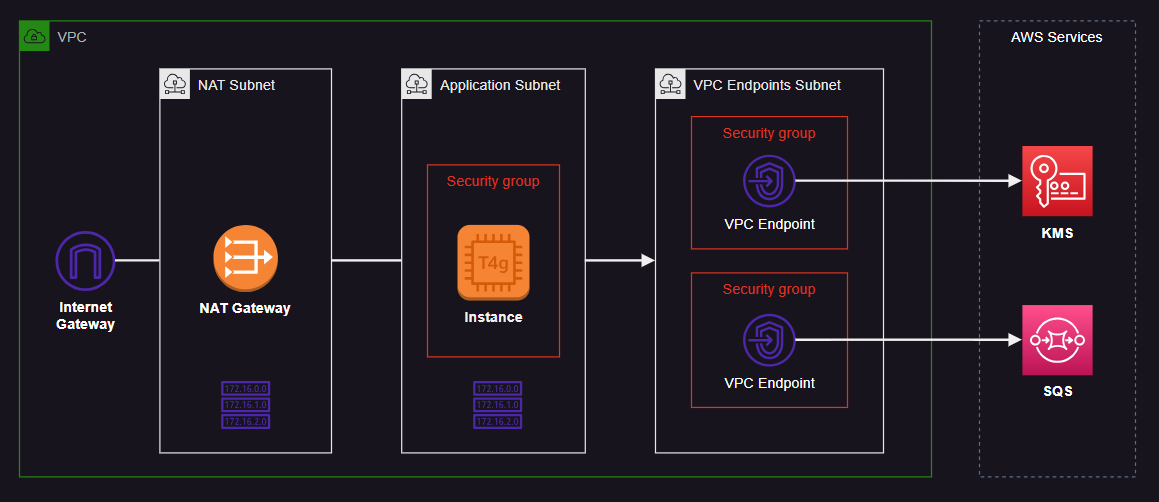 VPC
AWS Services
NAT Subnet
Application Subnet
VPC Endpoints Subnet
Security group
VPC Endpoint
KMS
Security group
T4g
Instance
Internet
Gateway
NAT Gateway
Security group
VPC Endpoint
SQS
172.16.0.0
172.16.1.0
172.16.2.0
172.16.0.0
172.16.1.0
172.16.2.0